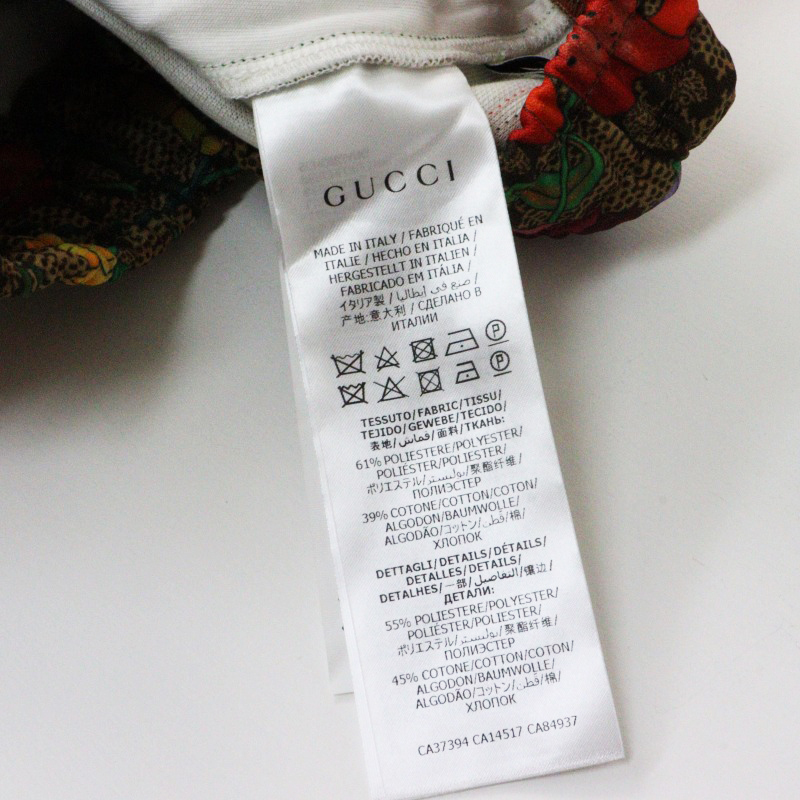 GUCCI
MADE IN ITALY / FABRIQUÉ EN
ITALIE / HECHO EN ITALIA /
HERGESTELLT IN ITALIEN /
FABRICADO EM ITÁLIA /
イタリア製 / صنع في إيطاليا /
产地:意大利 / СДЕЛАНО В
ИТАЛИИ
P
P
TESSUTO/FABRIC/TISSU/
TEJIDO/GEWEBE/TECIDO/
表地/قماش/面料/ТКАНЬ:
61% POLIESTERE/POLYESTER/
POLIÉSTER/POLYESTER/
ポリエステル/بوليستر/聚酯纤维/
ПОЛИЭСТЕР
39% COTONE/COTTON/COTON/
ALGODON/BAUMWOLLE/
ALGODÃO/コットン/قطن/棉/
ХЛОПОК
DETTAGLI/DETAILS/DÉTAILS/
DETALLES/DETAILS/
DETALHES/一部/التفاصيل/镶边/
ДЕТАЛИ:
55% POLIESTERE/POLYESTER/
POLIÉSTER/POLYESTER/
ポリエステル/بوليستر/聚酯纤维/
ПОЛИЭСТЕР
45% COTONE/COTTON/COTON/
ALGODON/BAUMWOLLE/
ALGODÃO/コットン/قطن/棉/
ХЛОПОК
CA37394 CA14517 CA84937